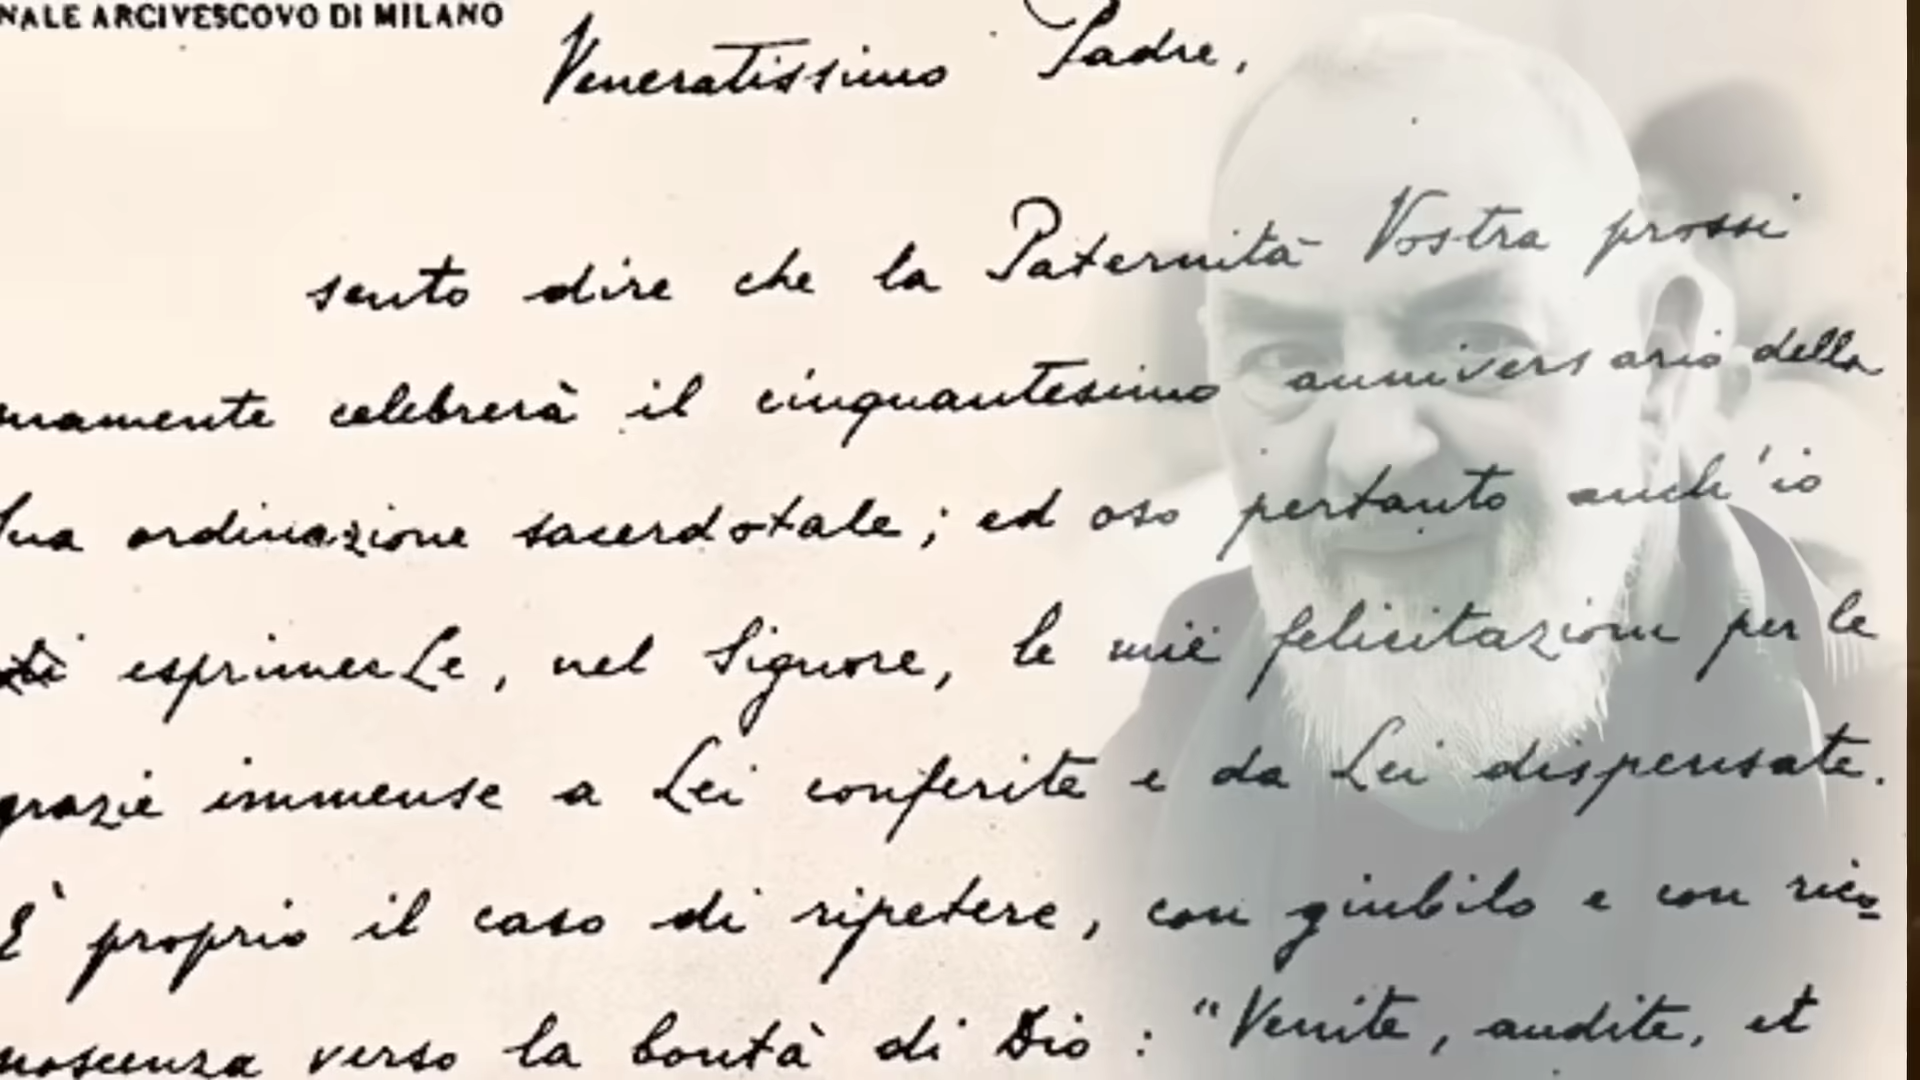 NALE ARCIVESCOVO DI MILANO
Veneratissimo Padre,
sento dire che la Paternità Vostra prossi
mamente celebrerà il cinquantesimo anniversario della
Sua ordinazione sacerdotale; ed oso pertanto anch'io
di esprimerLe, nel Signore, le mie felicitazioni per le
grazie immense a Lei conferite e da Lei dispensate.
È proprio il caso di ripetere, con giubilo e con rico
noscenza verso la bontà di Dio: "Venite, audite, et